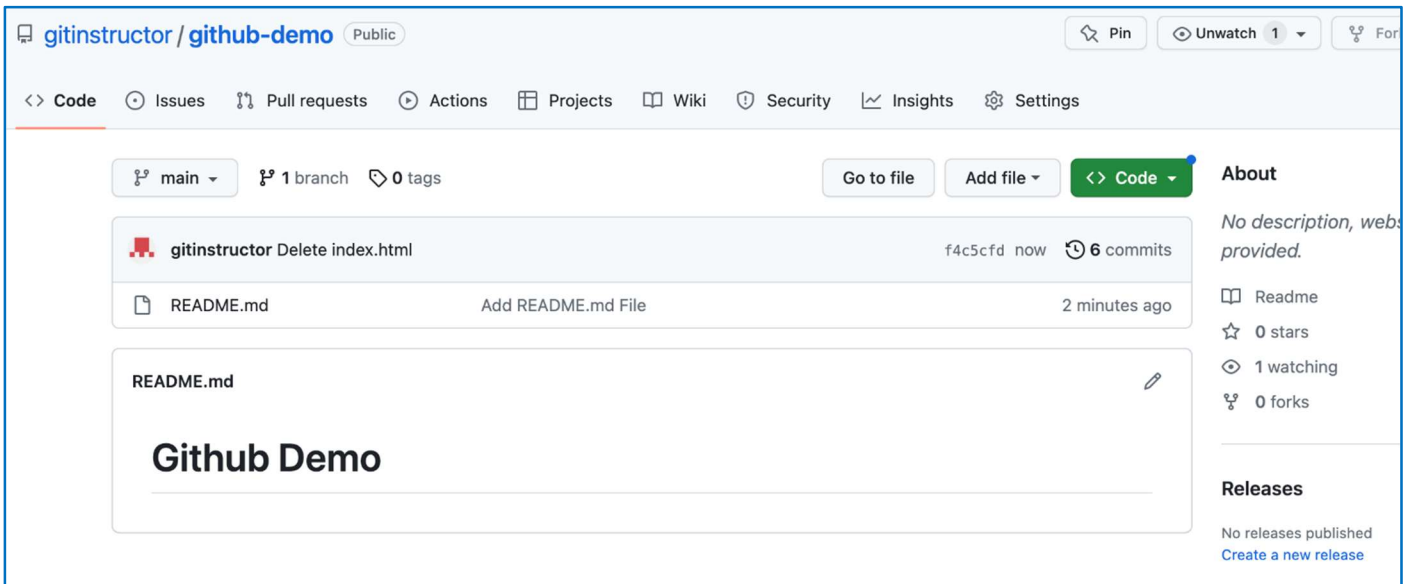 gitinstructor / github-demo Public Pin Unwatch 1
Code Issues Pull requests Actions Projects Wiki Security Insights Settings
main 1 branch 0 tags Go to file Add file Code
gitinstructor Delete index.html f4c5cfd now 6 commits
README.md Add README.md File 2 minutes ago
README.md
Github Demo
About
No description, 
provided.
Readme
0 stars
1 watching
0 forks
Releases
No releases published
Create a new release